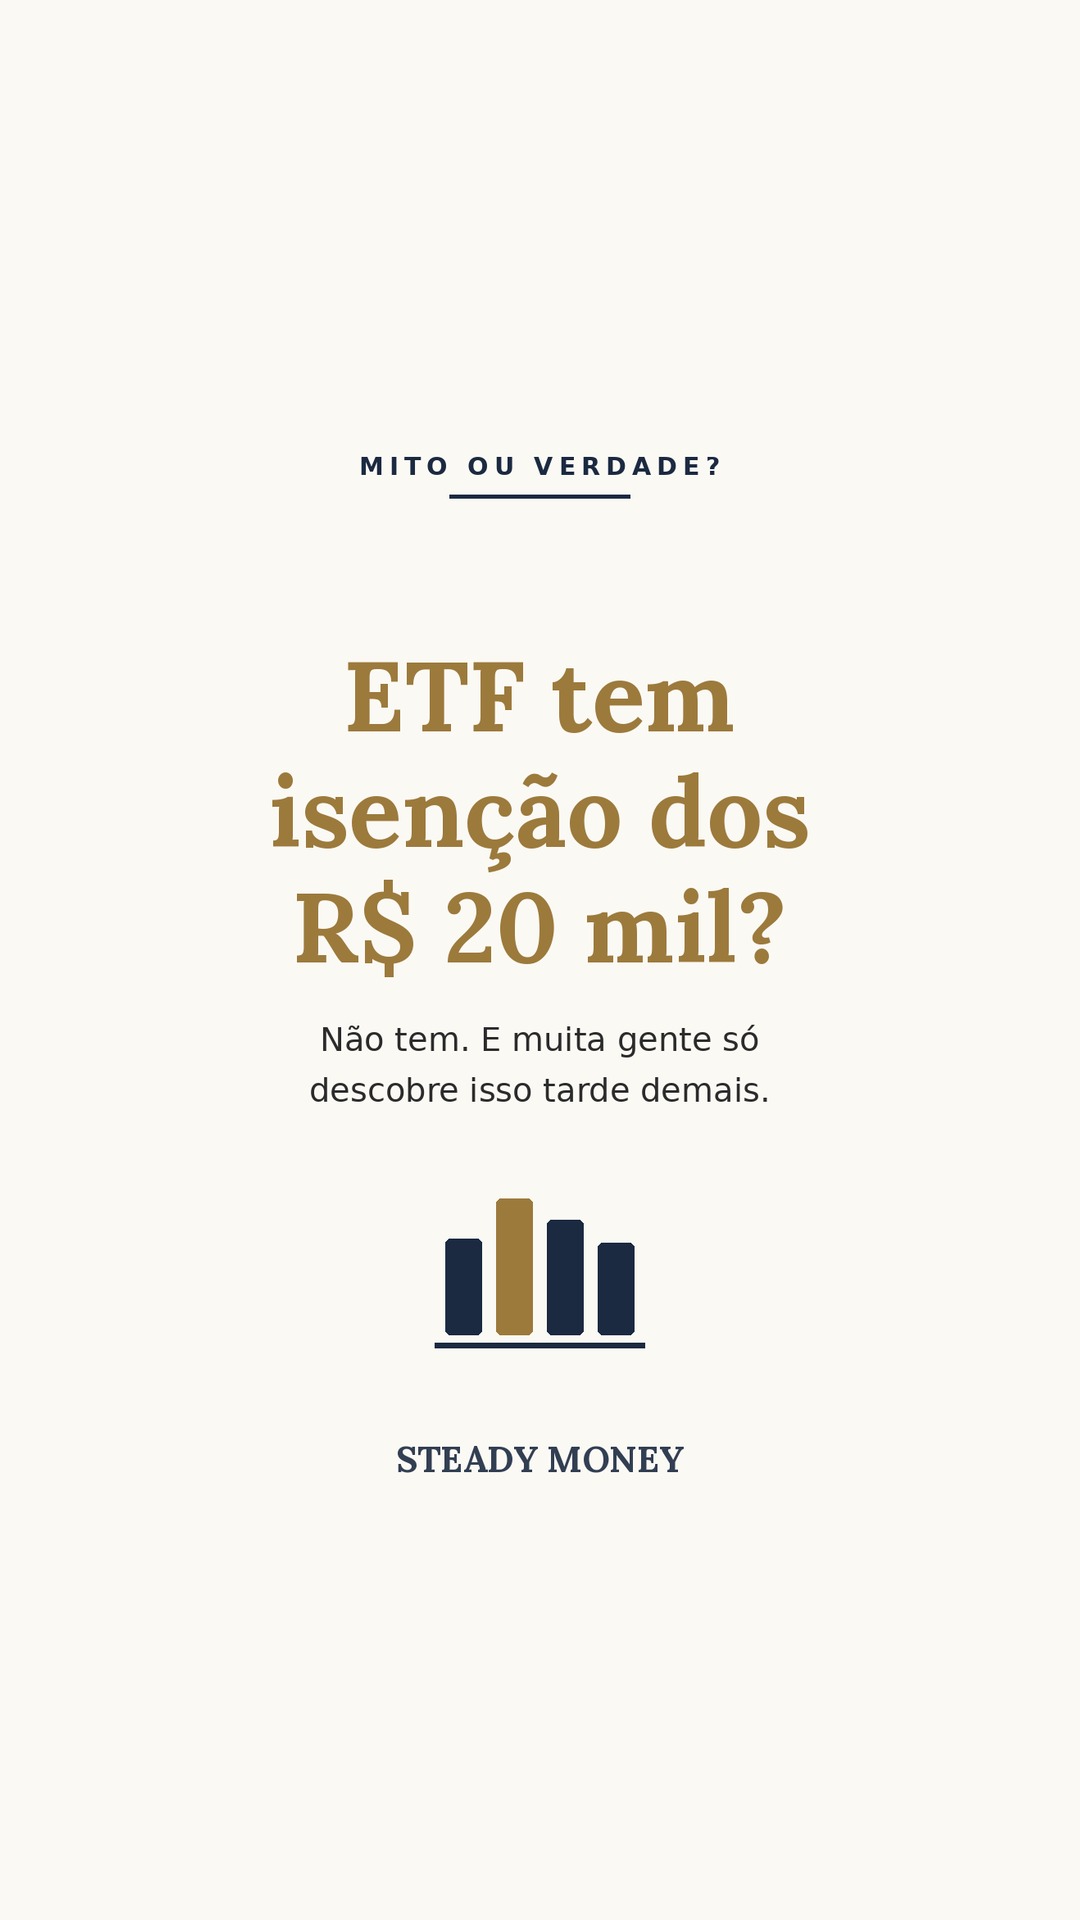 MITO OU VERDADE?
ETF tem
isenção dos
R$ 20 mil?
Não tem. E muita gente só
descobre isso tarde demais.
STEADY MONEY